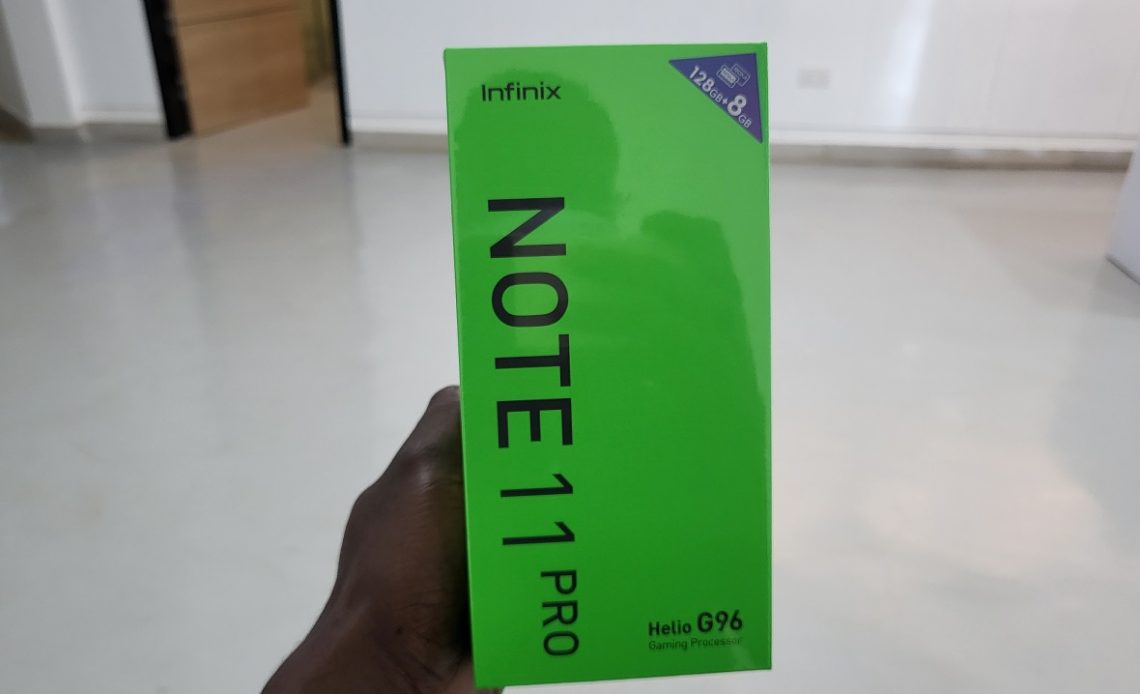 Infinix
128GB+8GB
NOTE 11 PRO
Helio G96
Gaming Processor